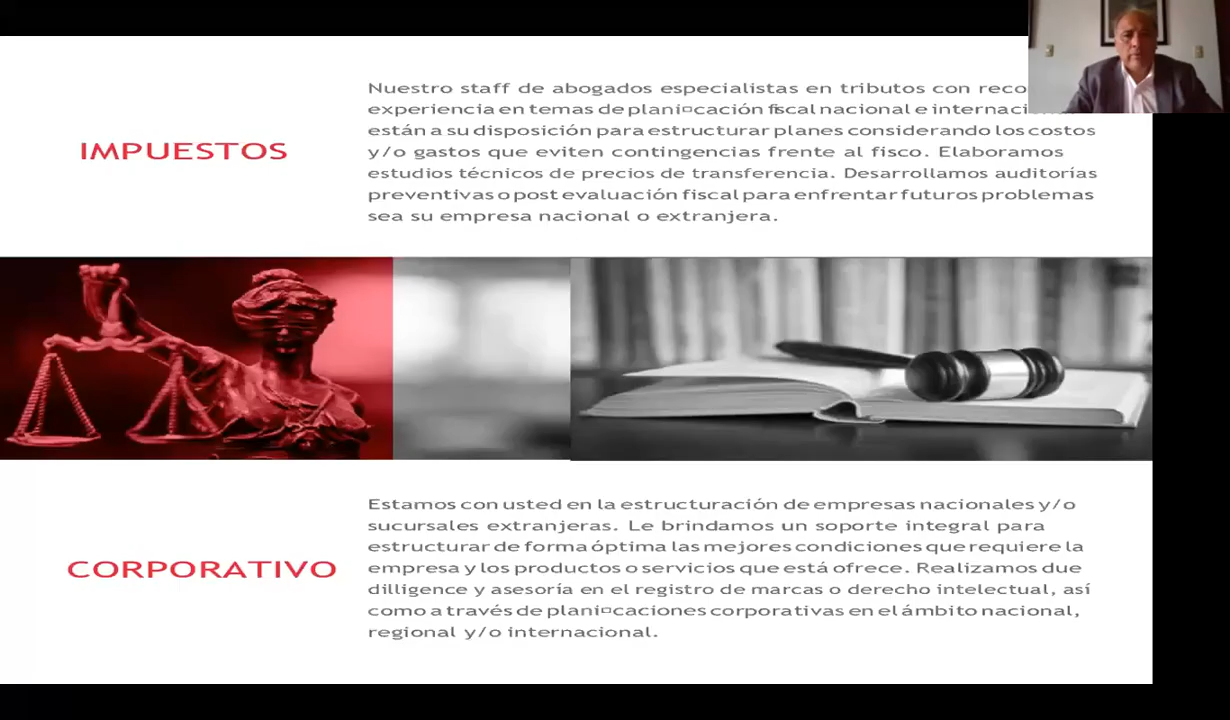 Nuestro staff de abogados especialistas en tributos con
IMPUESTOS
experiencia en temas de plani□cación fiscal nacional e
están a su disposición para estructurar planes considerando los costos
y/o gastos que eviten contingencias frente al fisco. Elaboramos
estudios técnicos de precios de transferencia. Desarrollamos auditorías
preventivas o post evaluación fiscal para enfrentar futuros problemas
sea su empresa nacional o extranjera.
Estamos con usted en la estructuración de empresas nacionales y/o
sucursales extranjeras. Le brindamos un soporte integral para
estructurar de forma óptima las mejores condiciones que requiere la
CORPORATIVO
empresa y los productos o servicios que está ofrece. Realizamos due
dilligence y asesoría en el registro de marcas o derecho intelectual, así
como a través de plani□caciones corporativas en el ámbito nacional,
regional y/o internacional.